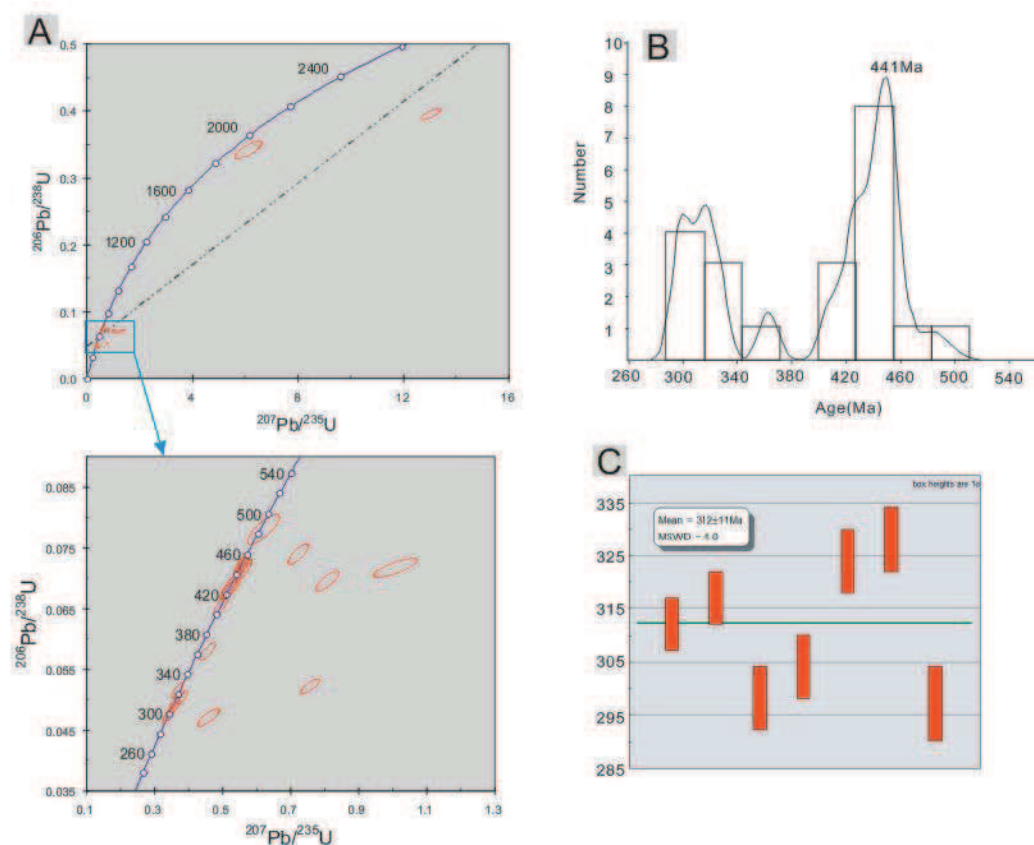 A
0.5
0.4
0.3
0.2
0.1
0.0
206Pb/238U
2400
2000
1600
1200
0 4 8 12 16
207Pb/235U
0.085
0.075
0.065
0.055
0.045
0.035
206Pb/238U
540
500
460
420
380
340
300
260
0.1 0.3 0.5 0.7 0.9 1.1 1.3
207Pb/235U
B
441Ma
10
9
8
7
6
5
4
3
2
1
Number
260 300 340 380 420 460 500 540
Age(Ma)
C
box heights are 1σ
335
325
315
305
295
285
Mean = 312±11Ma
MSWD = 4.0